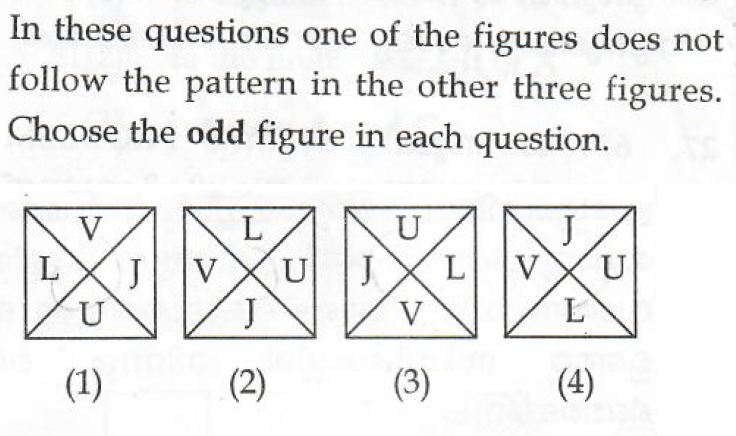 In these questions one of the figures does not
follow the pattern in the other three figures.
Choose the odd figure in each question.
V L U J
L J V U J L V U
U J V L
(1) (2) (3) (4)